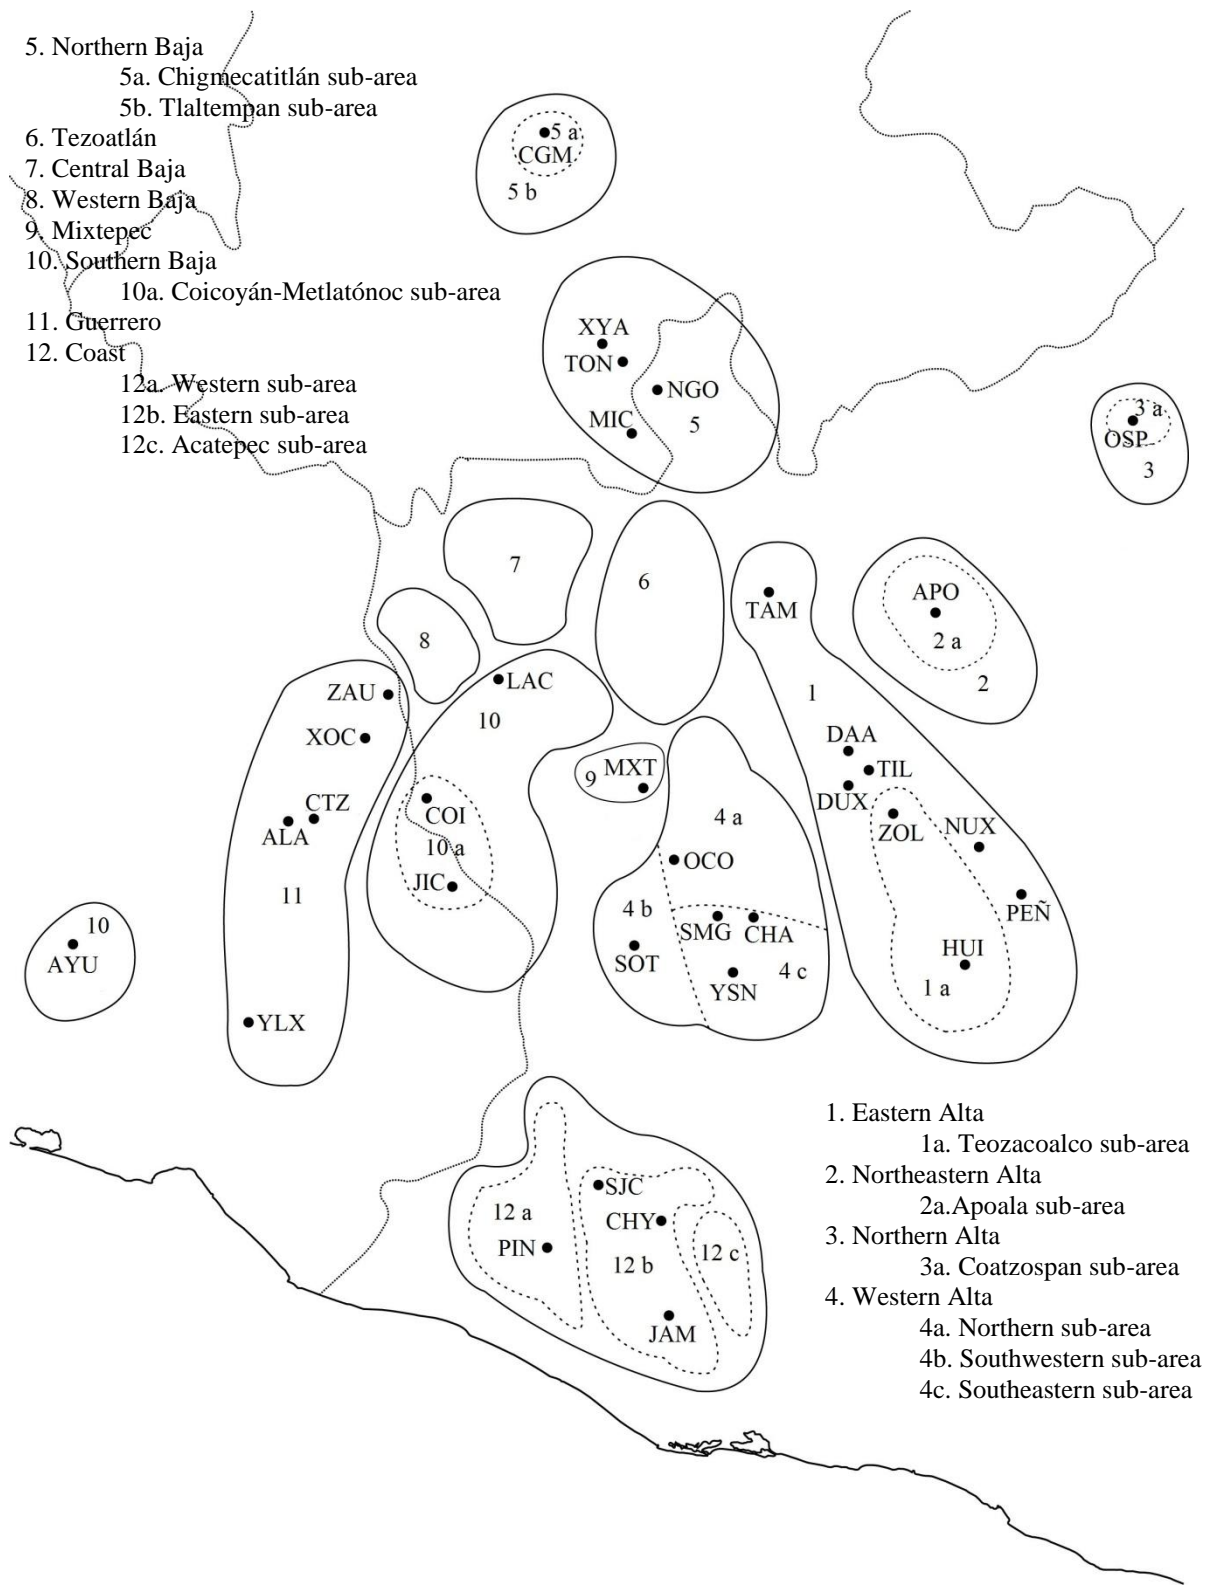 5. Northern Baja
5a. Chigmecatitlán sub-area
5b. Tlaltempan sub-area
6. Tezoatlán
7. Central Baja
8. Western Baja
9. Mixtepec
10. Southern Baja
10a. Coicoyán-Metlatónoc sub-area
11. Guerrero
12. Coast
12a. Western sub-area
12b. Eastern sub-area
12c. Acatepec sub-area
5 a
CGM
5 b
XYA
TON
NGO
MIC
5
3 a
OSP
3
7
6
TAM
APO
2 a
2
8
ZAU
LAC
10
1
XOC
DAA
TIL
9
MXT
DUX
CTZ
ALA
COI
10 a
4 a
ZOL
NUX
OCO
JIC
11
4 b
SMG
CHA
PEÑ
10
AYU
SOT
YSN
4 c
HUI
1 a
YLX
12 a
SJC
CHY
PIN
12 b
12 c
JAM
1. Eastern Alta
1a. Teozacoalco sub-area
2. Northeastern Alta
2a.Apoala sub-area
3. Northern Alta
3a. Coatzospan sub-area
4. Western Alta
4a. Northern sub-area
4b. Southwestern sub-area
4c. Southeastern sub-area